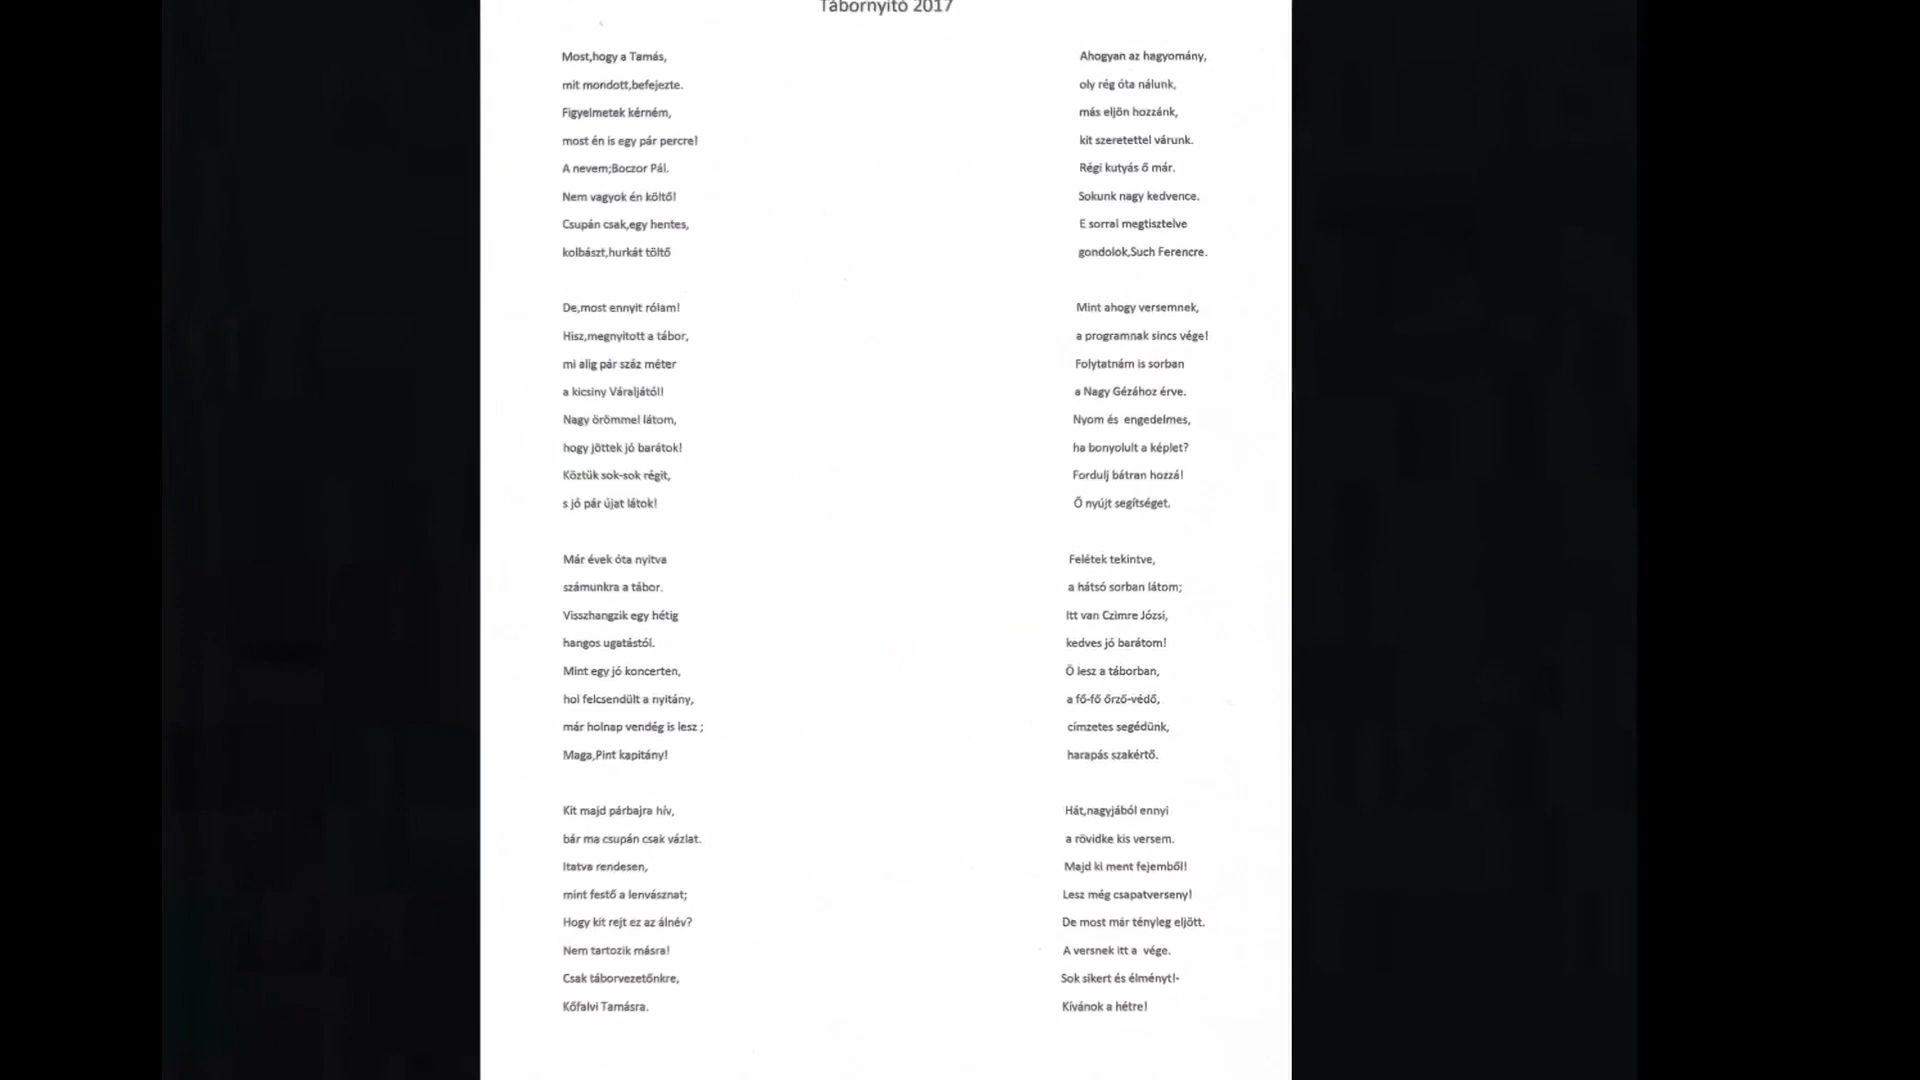 Tábornyitó 2017
Most,hogy a Tamás,
mit mondott,befejezte.
Figyelmetek kérném,
most én is egy pár percre!
A nevem;Boczor Pál.
Nem vagyok én költő!
Csupán csak,egy hentes,
kolbászt,hurkát töltő
De,most ennyit rólam!
Hisz,megnyitott a tábor,
mi alig pár száz méter
a kicsiny Váraljától!
Nagy örömmel látom,
hogy jöttek jó barátok!
Köztük sok-sok régit,
s jó pár újat látok!
Már évek óta nyitva
számunkra a tábor.
Visszhangzik egy hétig
hangos ugatástól.
Mint egy jó koncerten,
hol felcsendült a nyitány,
már holnap vendég is lesz ;
Maga,Pint kapitány!
Kit majd párbajra hív,
bár ma csupán csak vázlat.
Itatva rendesen,
mint festő a lenvásznat;
Hogy kit rejt ez az álnév?
Nem tartozik másra!
Csak táborvezetőnkre,
Kőfalvi Tamásra.
Ahogyan az hagyomány,
oly rég óta nálunk,
más eljön hozzánk,
kit szeretettel várunk.
Régi kutyás ő már.
Sokunk nagy kedvence.
E sorral megtisztelve
gondolok,Such Ferencre.
Mint ahogy versemnek,
a programnak sincs vége!
Folytatnám is sorban
a Nagy Gézához érve.
Nyom és engedelmes,
ha bonyolult a képlet?
Fordulj bátran hozzá!
Ő nyújt segítséget.
Felétek tekintve,
a hátsó sorban látom;
Itt van Czimre Józsi,
kedves jó barátom!
Ő lesz a táborban,
a fő-fő őrző-védő,
címzetes segédünk,
harapás szakértő.
Hát,nagyjából ennyi
a rövidke kis versem.
Majd ki ment fejemből!
Lesz még csapatverseny!
De most már tényleg eljött.
A versnek itt a vége.
Sok sikert és élményt!-
Kívánok a hétre!